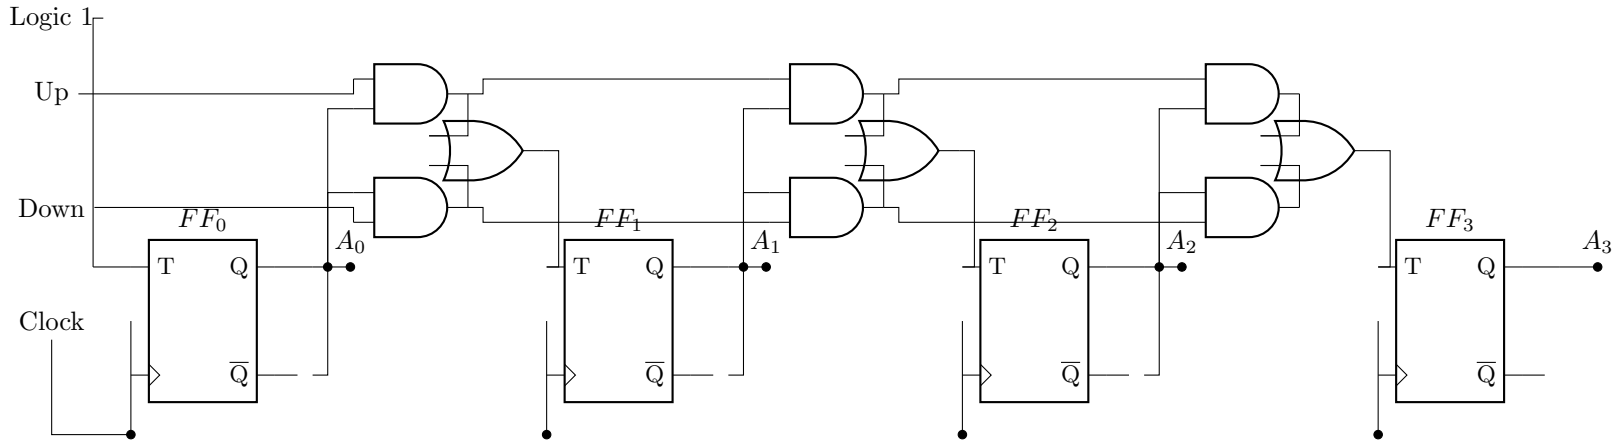 Logic 1
Up
Down
FF₀
FF₁
FF₂
FF₃
A₀
A₁
A₂
A₃
T
Q
T
Q
T
Q
T
Q
Clock
Q̅
Q̅
Q̅
Q̅